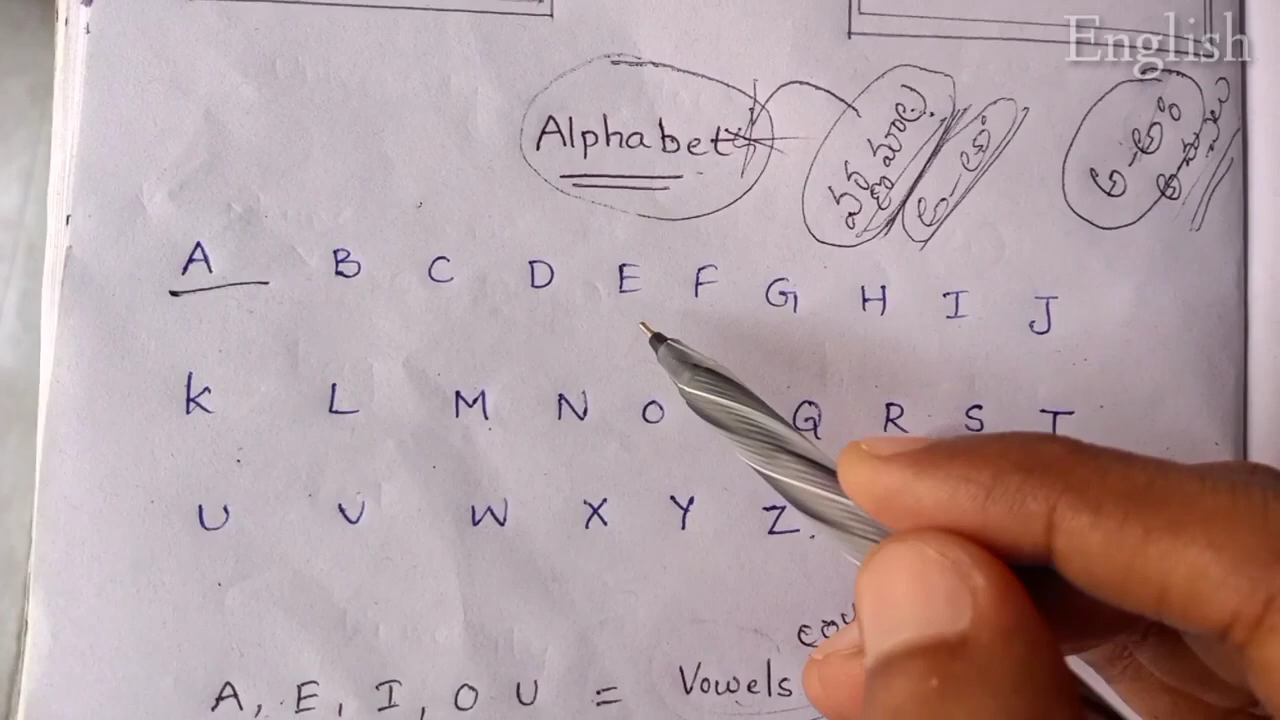 English
Alphabet
అ-అం
A B C D E F G H I J
K L M N O Q R S T
U V W X Y Z.
A, E, I, O U = Vowels